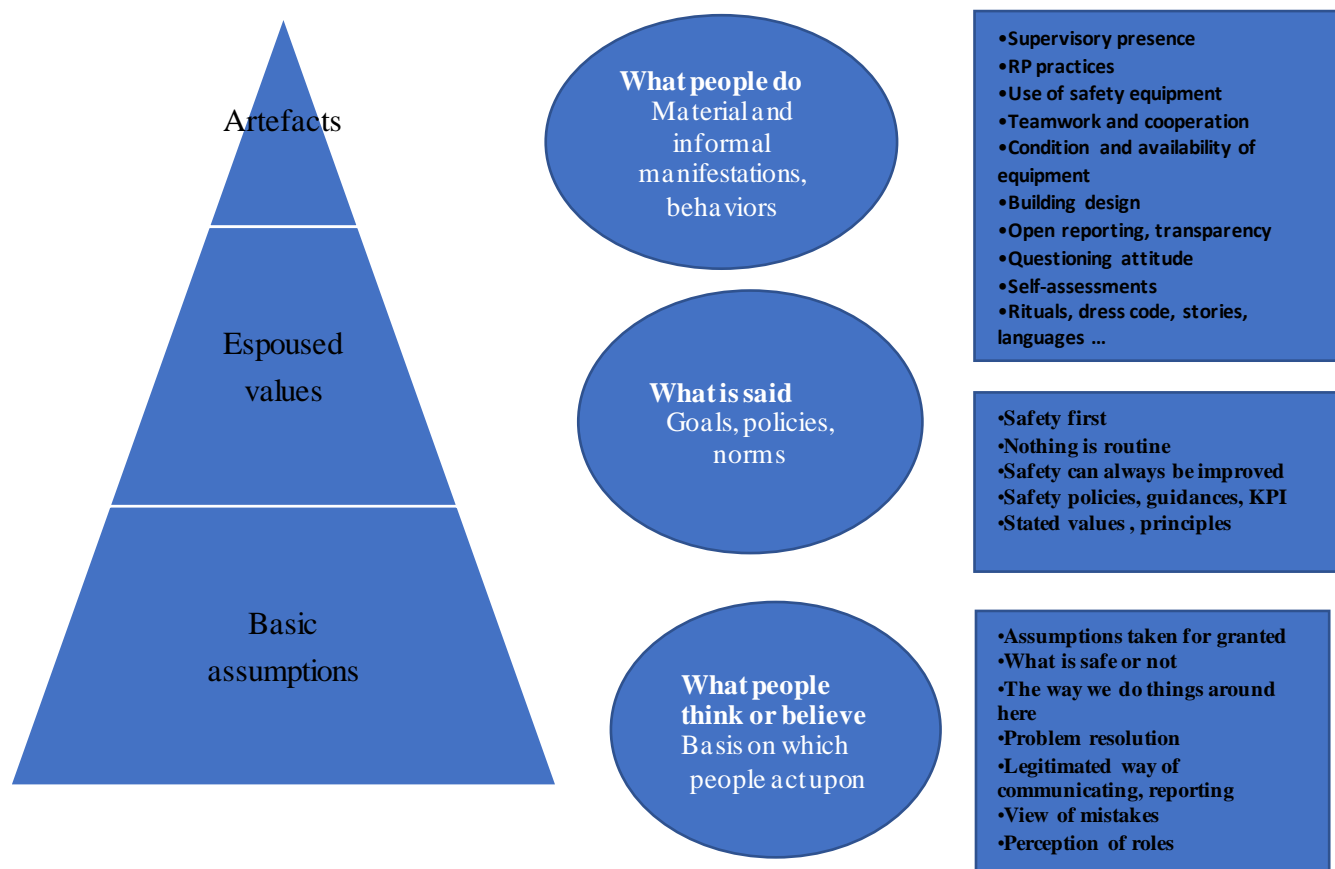 Artefacts
What people do
Material and
informal
manifestations,
behaviors
•Supervisory presence
•RP practices
•Use of safety equipment
•Teamwork and cooperation
•Condition and availability of
equipment
•Building design
•Open reporting, transparency
•Questioning attitude
•Self-assessments
•Rituals, dress code, stories,
languages ...
Espoused
values
What is said
Goals, policies,
norms
•Safety first
•Nothing is routine
•Safety can always be improved
•Safety policies, guidances, KPI
•Stated values , principles
Basic
assumptions
What people
think or believe
Basis on which
people act upon
•Assumptions taken for granted
•What is safe or not
•The way we do things around
here
•Problem resolution
•Legitimated way of
communicating, reporting
•View of mistakes
•Perception of roles